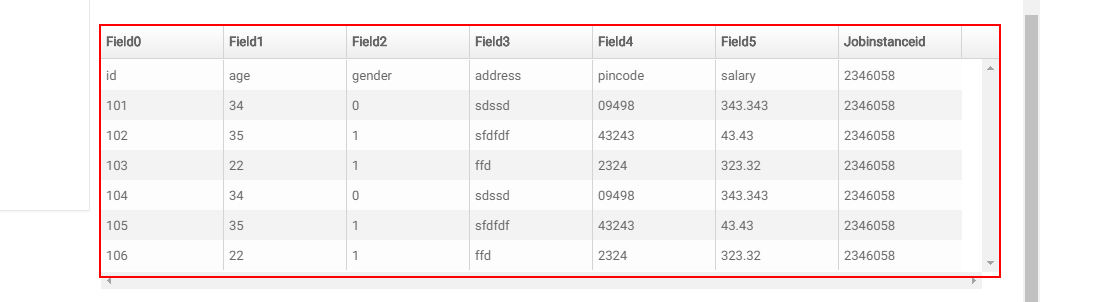 Field0 Field1 Field2 Field3 Field4 Field5 Jobinstanceid
id age gender address pincode salary 2346058
101 34 0 sdssd 09498 343.343 2346058
102 35 1 sfdfdf 43243 43.43 2346058
103 22 1 ffd 2324 323.32 2346058
104 34 0 sdssd 09498 343.343 2346058
105 35 1 sfdfdf 43243 43.43 2346058
106 22 1 ffd 2324 323.32 2346058